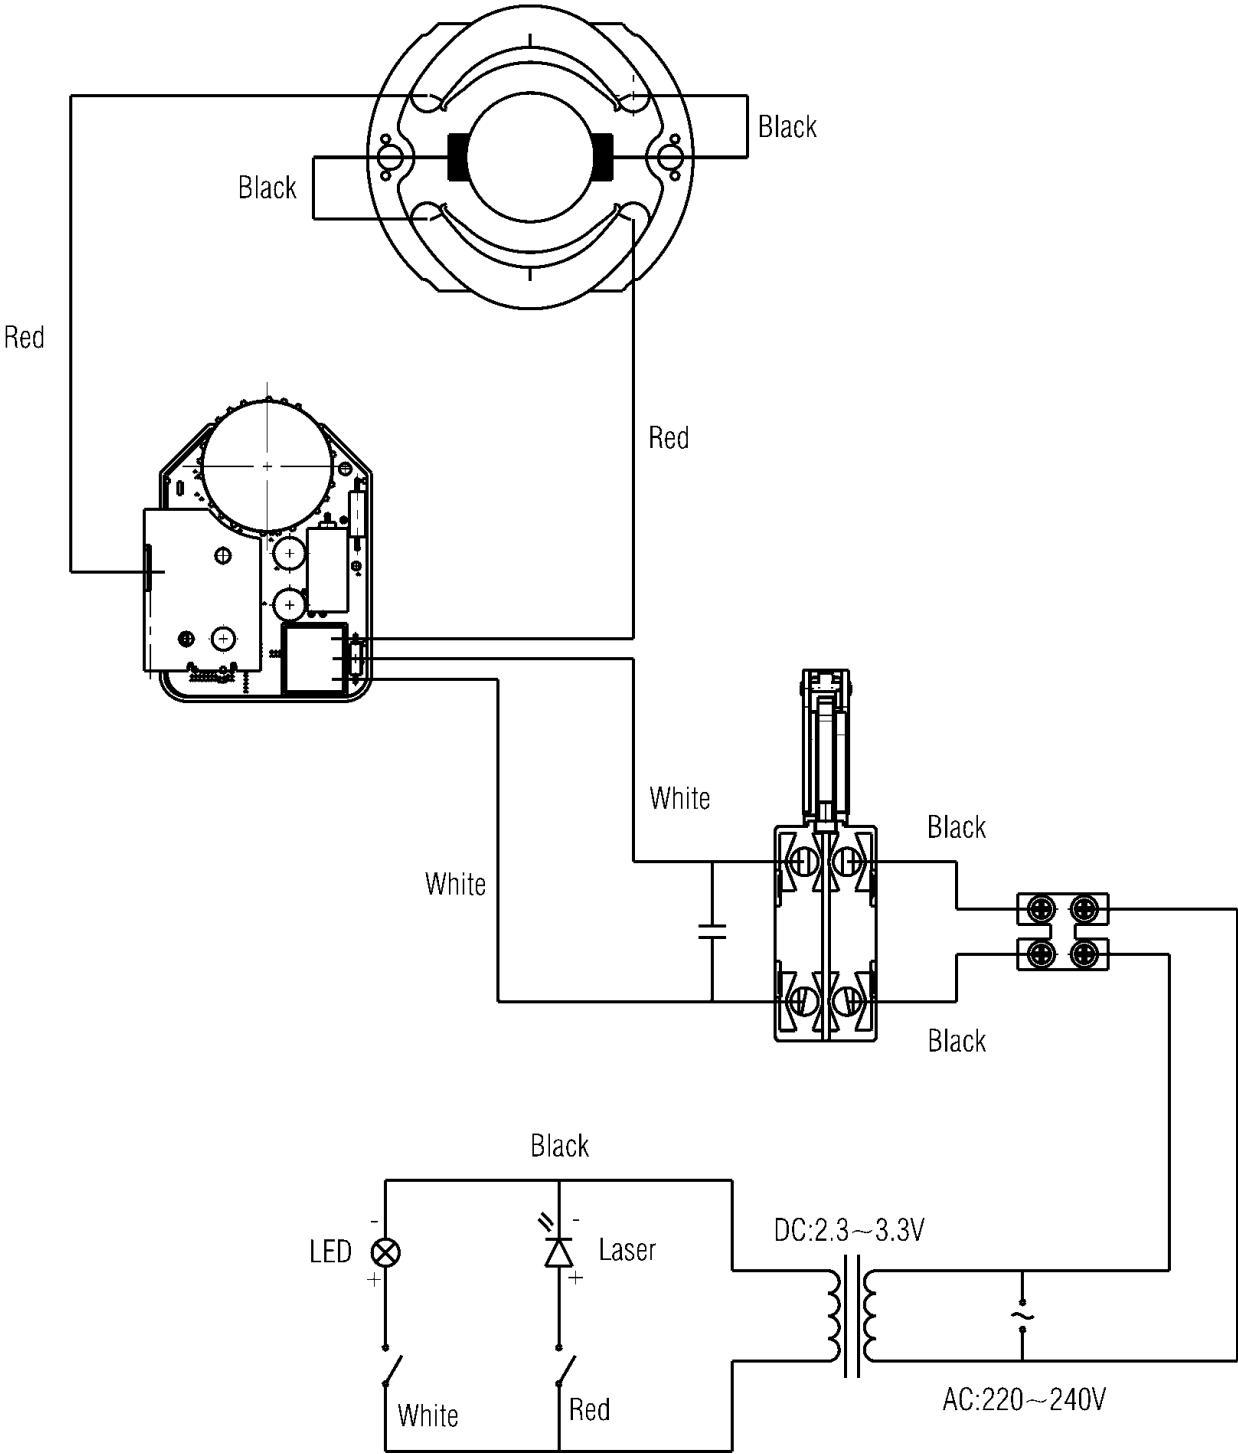 Black
Black
Red
Red
White
Black
White
Black
Black
DC:2.3~3.3V
-
-
LED
Laser
+
+
AC:220~240V
White
Red